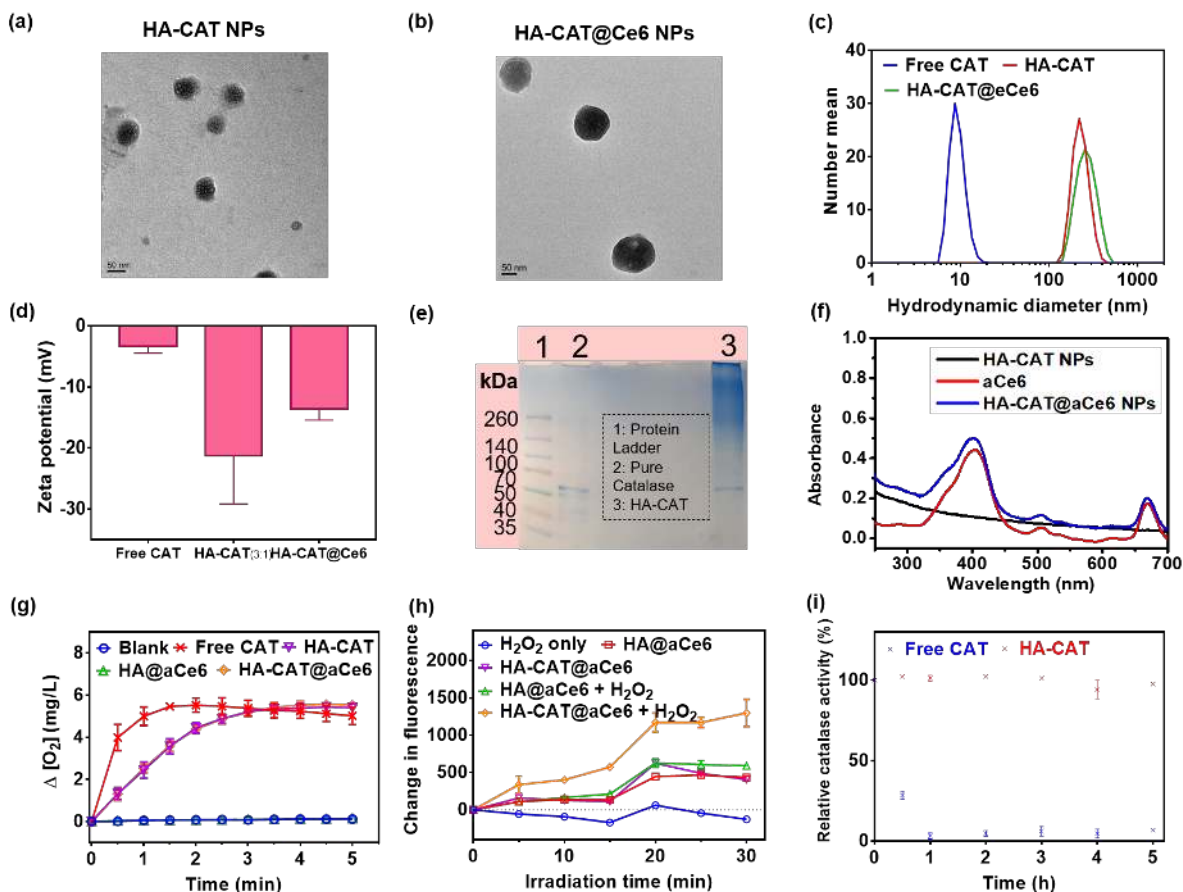 (a)
HA-CAT NPs
50 nm
(b)
HA-CAT@Ce6 NPs
50 nm
(c)
Free CAT
HA-CAT
HA-CAT@eCe6
Number mean
40
30
20
10
0
1
10
100
1000
Hydrodynamic diameter (nm)
(d)
Zeta potential (mV)
0
-10
-20
-30
Free CAT
HA-CAT(3:1)
HA-CAT@Ce6
(e)
1 2 3
kDa
260
140
100
70
50
40
35
1: Protein
Ladder
2: Pure
Catalase
3: HA-CAT
(f)
HA-CAT NPs
aCe6
HA-CAT@aCe6 NPs
Absorbance
1.0
0.8
0.6
0.4
0.2
0.0
300 400 500 600 700
Wavelength (nm)
(g)
Blank Free CAT HA-CAT
HA@aCe6 HA-CAT@aCe6
Δ [O₂] (mg/L)
8
6
4
2
0
0 1 2 3 4 5
Time (min)
(h)
H₂O₂ only HA@aCe6
HA-CAT@aCe6
HA@aCe6 + H₂O₂
HA-CAT@aCe6 + H₂O₂
Change in fluorescence
2000
1500
1000
500
0
0 10 20 30
Irradiation time (min)
(i)
Free CAT HA-CAT
Relative catalase activity (%)
100
50
0
0 1 2 3 4 5
Time (h)